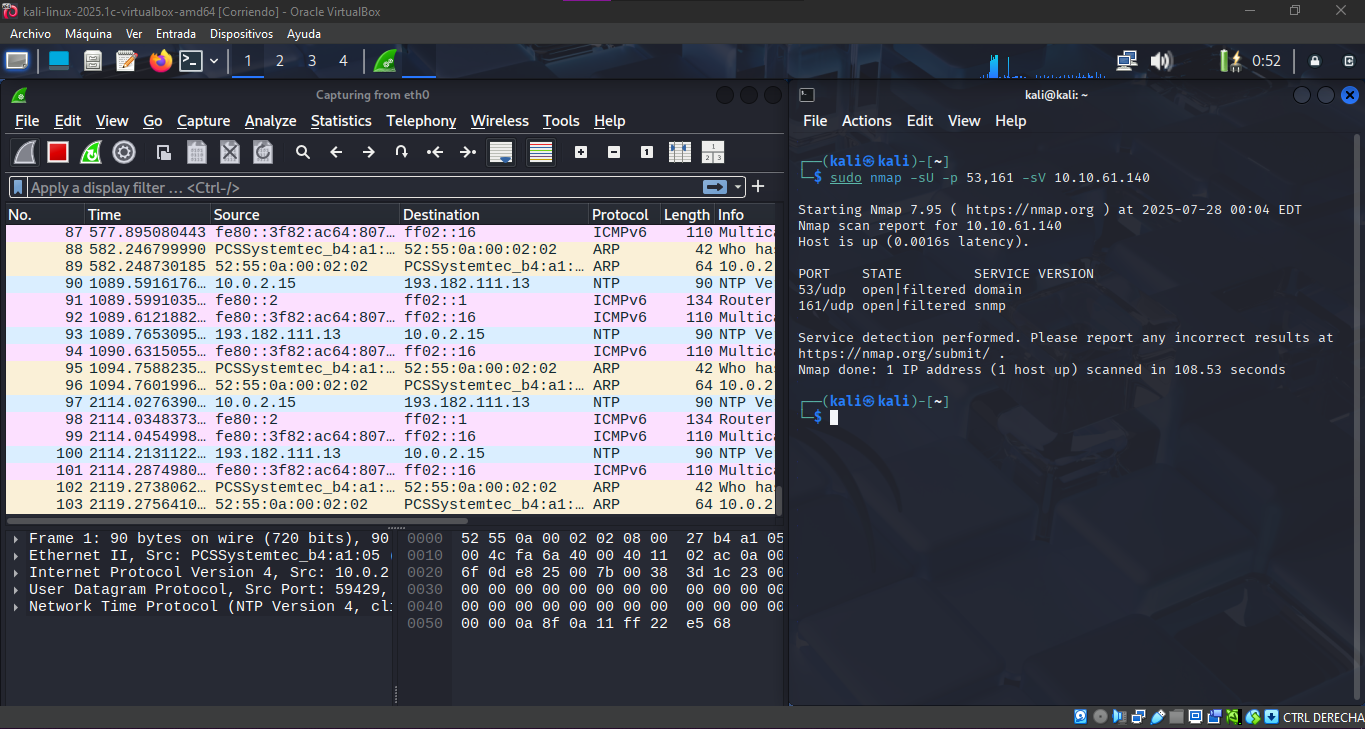 kali-linux-2025.1c-virtualbox-amd64 [Corriendo] - Oracle VirtualBox
Archivo Máquina Ver Entrada Dispositivos Ayuda
1 2 3 4 0:52
Capturing from eth0
File Edit View Go Capture Analyze Statistics Telephony Wireless Tools Help
Apply a display filter … <Ctrl-/>
No. Time Source Destination Protocol Length Info
87 577.895080443 fe80::3f82:ac64:807… ff02::16 ICMPv6 110 Multica
88 582.246799990 PCSSystemtec_b4:a1:… 52:55:0a:00:02:02 ARP 42 Who ha
89 582.248730185 52:55:0a:00:02:02 PCSSystemtec_b4:a1:… ARP 64 10.0.2
90 1089.5916176… 10.0.2.15 193.182.111.13 NTP 90 NTP Ve
91 1089.5991035… fe80::2 ff02::1 ICMPv6 134 Router
92 1089.6121882… fe80::3f82:ac64:807… ff02::16 ICMPv6 110 Multica
93 1089.7653095… 193.182.111.13 10.0.2.15 NTP 90 NTP Ve
94 1090.6315055… fe80::3f82:ac64:807… ff02::16 ICMPv6 110 Multica
95 1094.7588235… PCSSystemtec_b4:a1:… 52:55:0a:00:02:02 ARP 42 Who ha
96 1094.7601996… 52:55:0a:00:02:02 PCSSystemtec_b4:a1:… ARP 64 10.0.2
97 2114.0276390… 10.0.2.15 193.182.111.13 NTP 90 NTP Ve
98 2114.0348373… fe80::2 ff02::1 ICMPv6 134 Router
99 2114.0454998… fe80::3f82:ac64:807… ff02::16 ICMPv6 110 Multica
100 2114.2131122… 193.182.111.13 10.0.2.15 NTP 90 NTP Ve
101 2114.2874980… fe80::3f82:ac64:807… ff02::16 ICMPv6 110 Multica
102 2119.2738062… PCSSystemtec_b4:a1:… 52:55:0a:00:02:02 ARP 42 Who ha
103 2119.2756410… 52:55:0a:00:02:02 PCSSystemtec_b4:a1:… ARP 64 10.0.2
Frame 1: 90 bytes on wire (720 bits), 90
Ethernet II, Src: PCSSystemtec_b4:a1:05 (
Internet Protocol Version 4, Src: 10.0.2
User Datagram Protocol, Src Port: 59429,
Network Time Protocol (NTP Version 4, cli
0000 52 55 0a 00 02 02 08 00 27 b4 a1 05
0010 00 4c fa 6a 40 00 40 11 02 ac 0a 00
0020 6f 0d e8 25 00 7b 00 38 3d 1c 23 00
0030 00 00 00 00 00 00 00 00 00 00 00 00
0040 00 00 00 00 00 00 00 00 00 00 00 00
0050 00 00 0a 8f 0a 11 ff 22 e5 68
kali@kali: ~
File Actions Edit View Help
(kali㉿kali)-[~]
$ sudo nmap -sU -p 53,161 -sV 10.10.61.140
Starting Nmap 7.95 ( https://nmap.org ) at 2025-07-28 00:04 EDT
Nmap scan report for 10.10.61.140
Host is up (0.0016s latency).
PORT STATE SERVICE VERSION
53/udp open|filtered domain
161/udp open|filtered snmp
Service detection performed. Please report any incorrect results at
https://nmap.org/submit/ .
Nmap done: 1 IP address (1 host up) scanned in 108.53 seconds
(kali㉿kali)-[~]
$
CTRL DERECHA